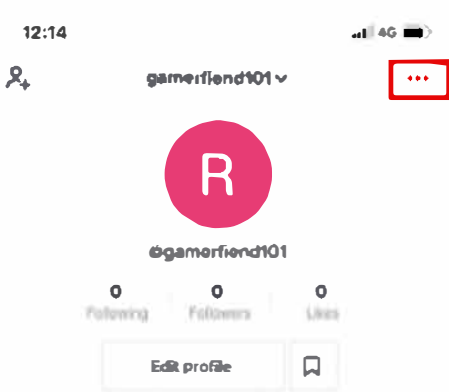 12:14
4G
gamerfiend101
R
@gamerfiend101
0 0 0
Following Followers Likes
Edit profile